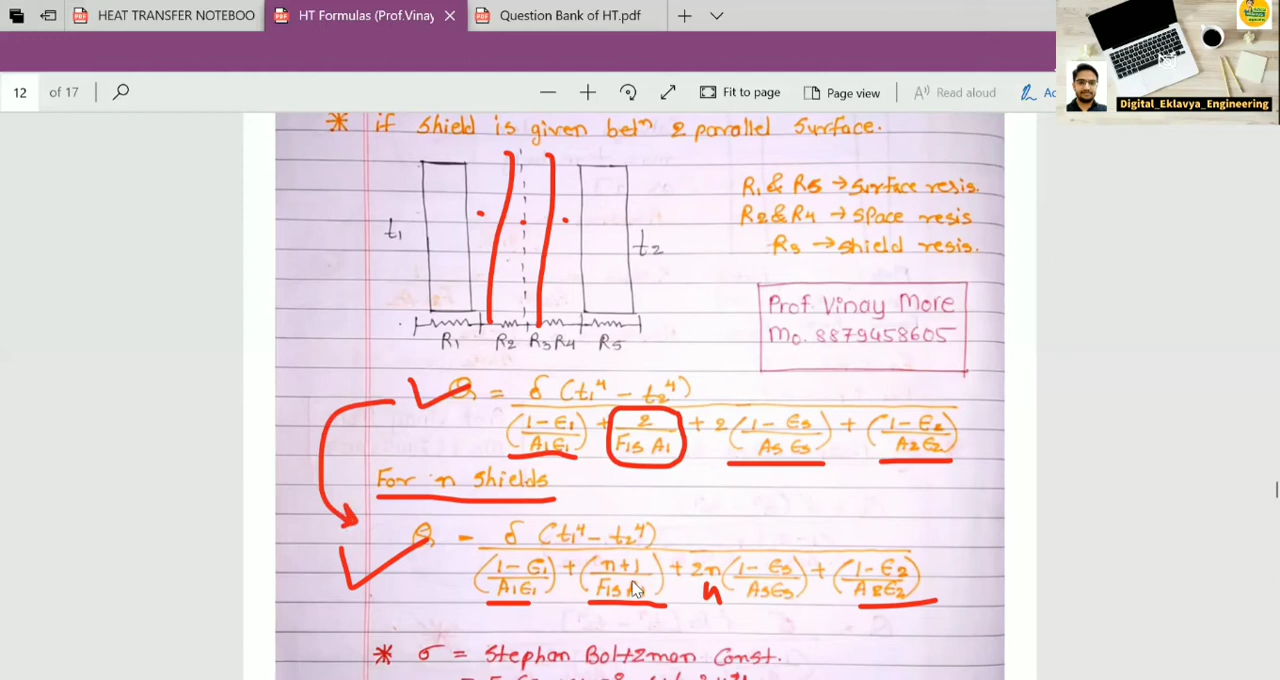 HEAT TRANSFER NOTEBOO
HT Formulas (Prof.Vinay
Question Bank of HT.pdf
12 of 17
Fit to page
Page view
Read aloud
Digital_Eklavya_Engineering
* if shield is given betn 2 parallel surface.
t1
t2
R1 & R5 → Surface resis.
R2 & R4 → space resis
R3 → shield resis.
R1 R2 R3 R4 R5
Prof. Vinay More
Mo. 8879458605
Q = δ (t1⁴ - t2⁴)
(1-ϵ1 / A1ϵ1) + 2 / F1s A1 + 2 (1-ϵs / As ϵs) + (1-ϵ2 / A2ϵ2)
For n shields
Q = δ (t1⁴ - t2⁴)
(1-ϵ1 / A1ϵ1) + (n+1 / F1s A1) + 2n (1-ϵs / Asϵs) + (1-ϵ2 / A2ϵ2)
n
* σ = Stephan Boltzman Const.